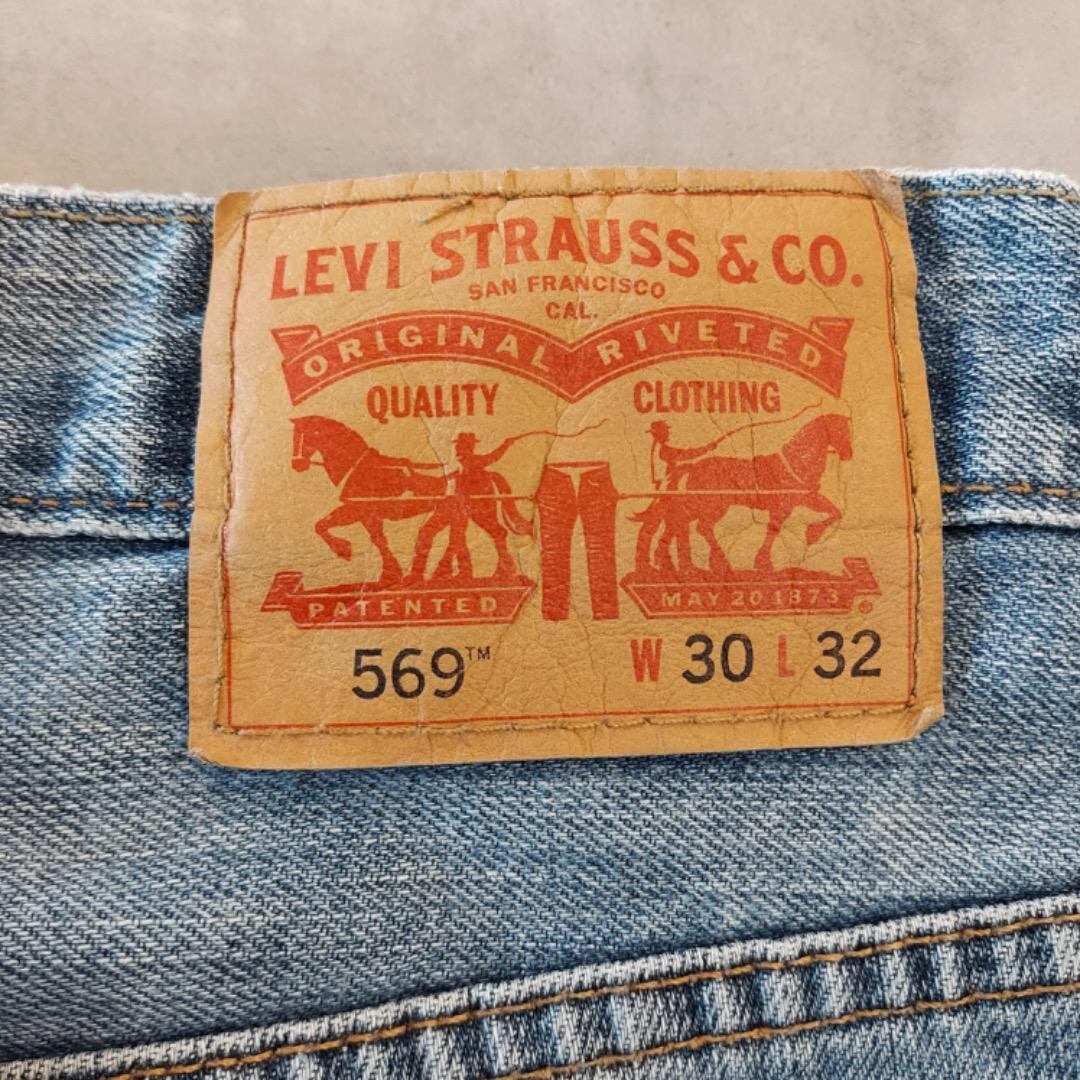 LEVI STRAUSS & CO.
SAN FRANCISCO
CAL.
ORIGINAL RIVETED
QUALITY CLOTHING
PATENTED MAY 20 1873 ®
569™ W 30 L 32